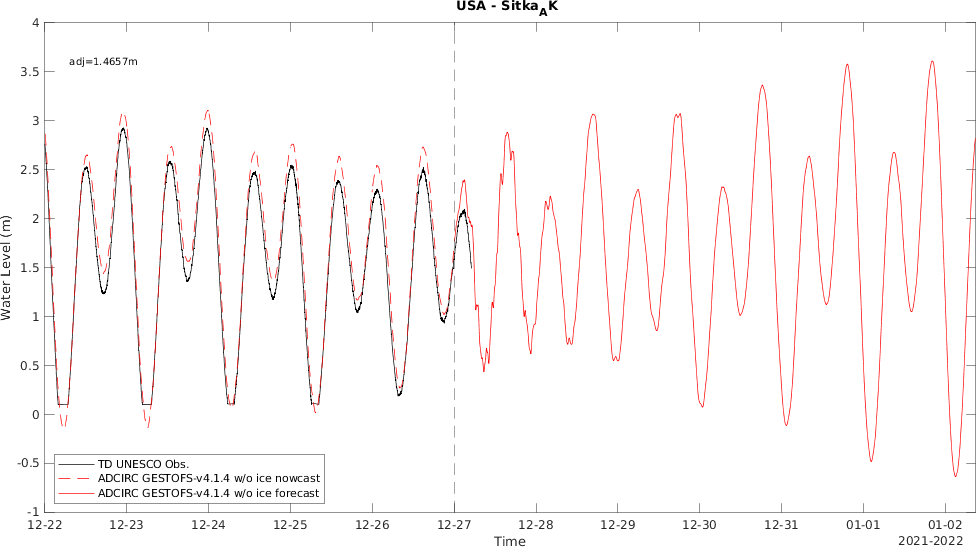 USA - Sitka_AK
adj=1.4657m
4
3.5
3
2.5
2
1.5
1
0.5
0
-0.5
-1
Water Level (m)
TD UNESCO Obs.
ADCIRC GESTOFS-v4.1.4 w/o ice nowcast
ADCIRC GESTOFS-v4.1.4 w/o ice forecast
12-22 12-23 12-24 12-25 12-26 12-27 12-28 12-29 12-30 12-31 01-01 01-02
Time
2021-2022